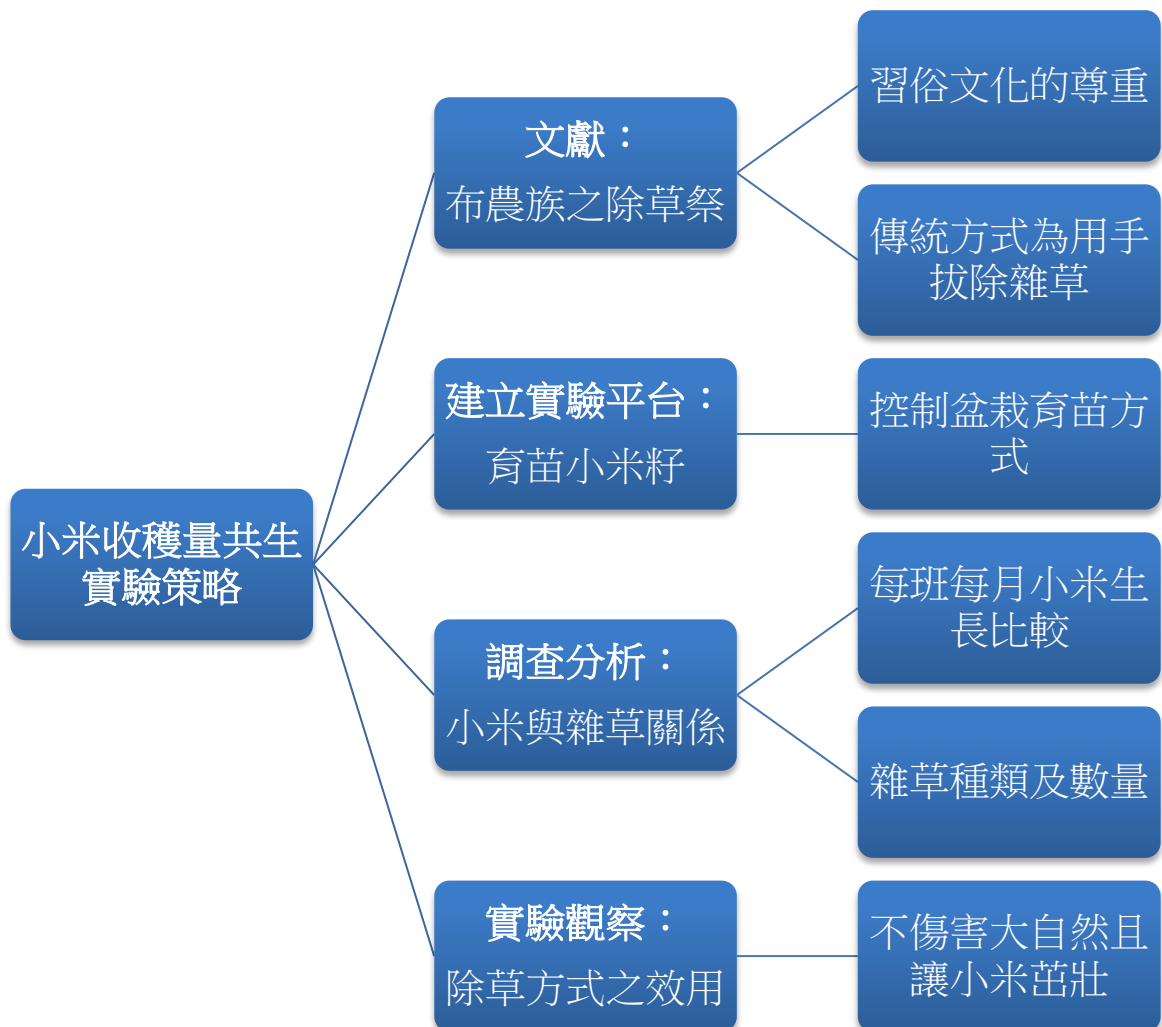 小米收穫量共生
實驗策略
文獻：
布農族之除草祭
習俗文化的尊重
傳統方式為用手
拔除雜草
建立實驗平台：
育苗小米籽
控制盆栽育苗方
式
調查分析：
小米與雜草關係
每班每月小米生
長比較
雜草種類及數量
實驗觀察：
除草方式之效用
不傷害大自然且
讓小米茁壯